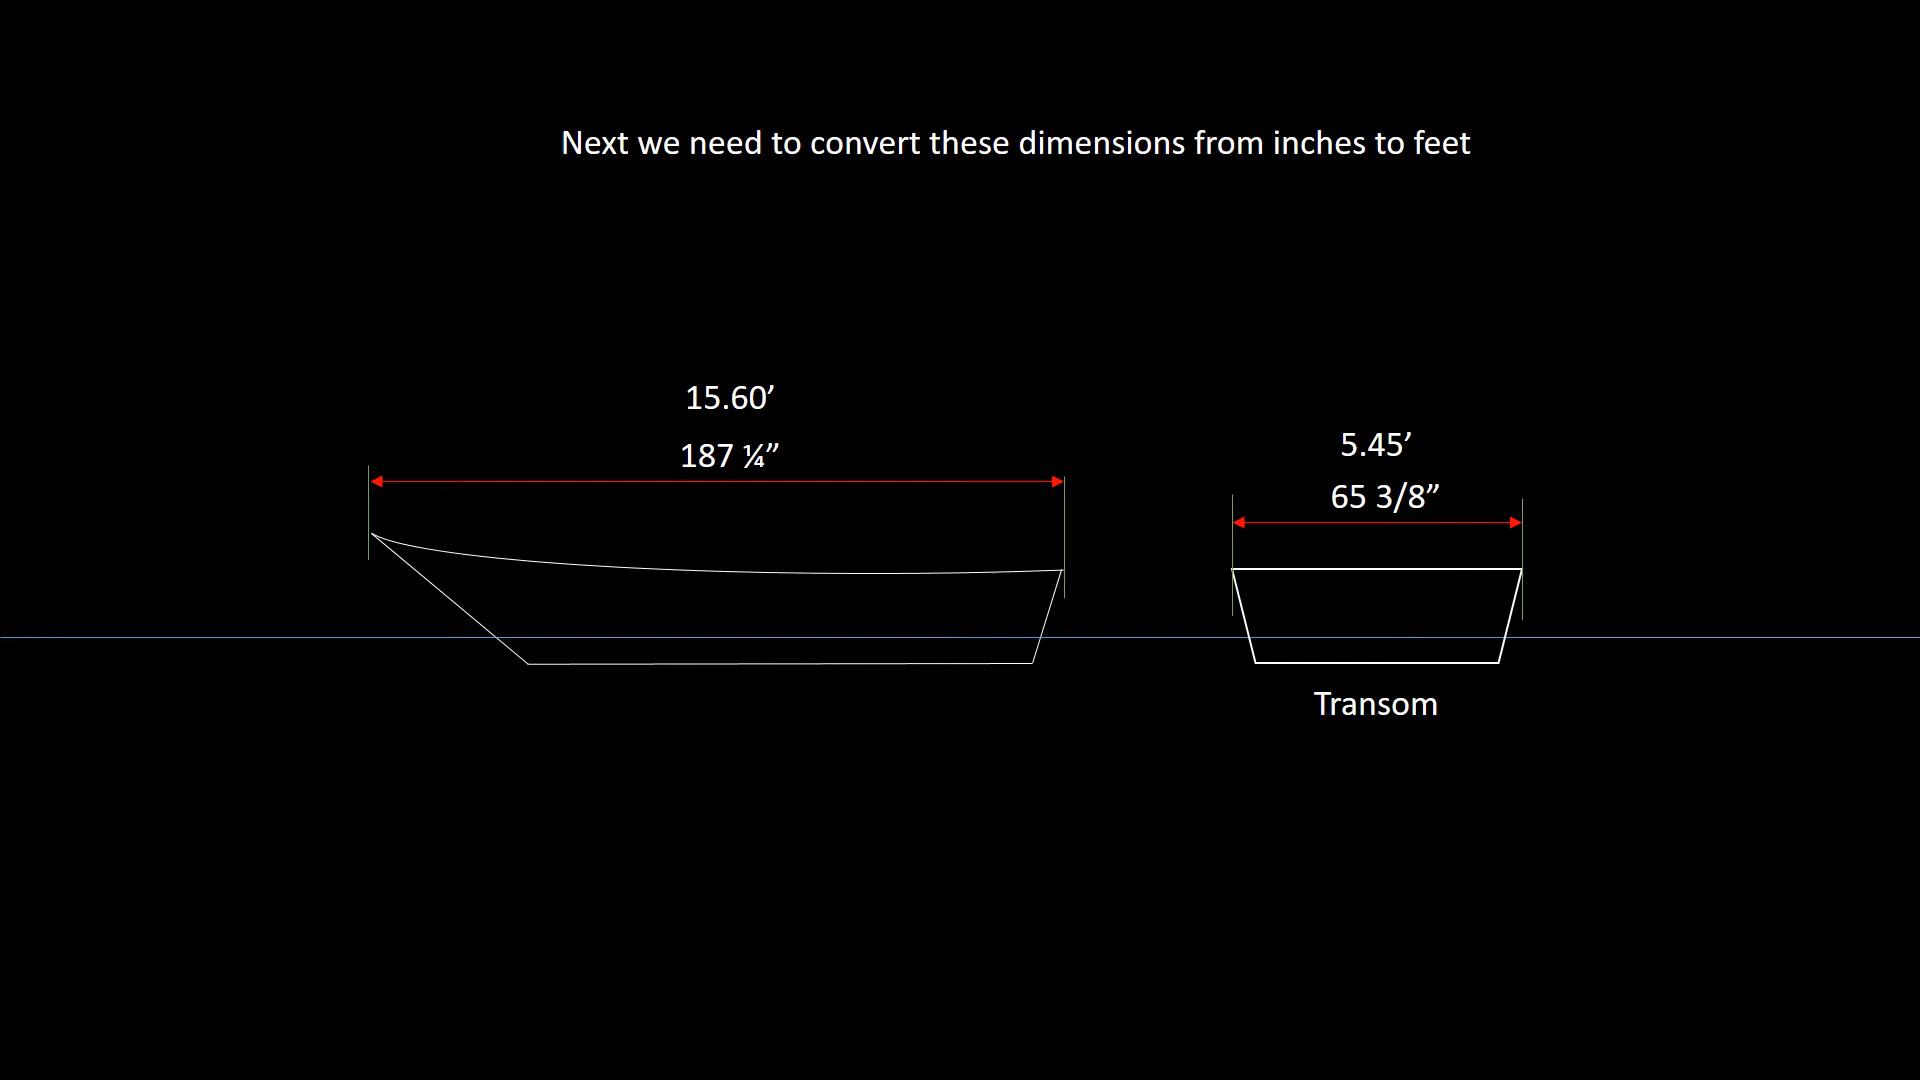 Next we need to convert these dimensions from inches to feet
15.60’
187 ¼”
5.45’
65 3/8”
Transom